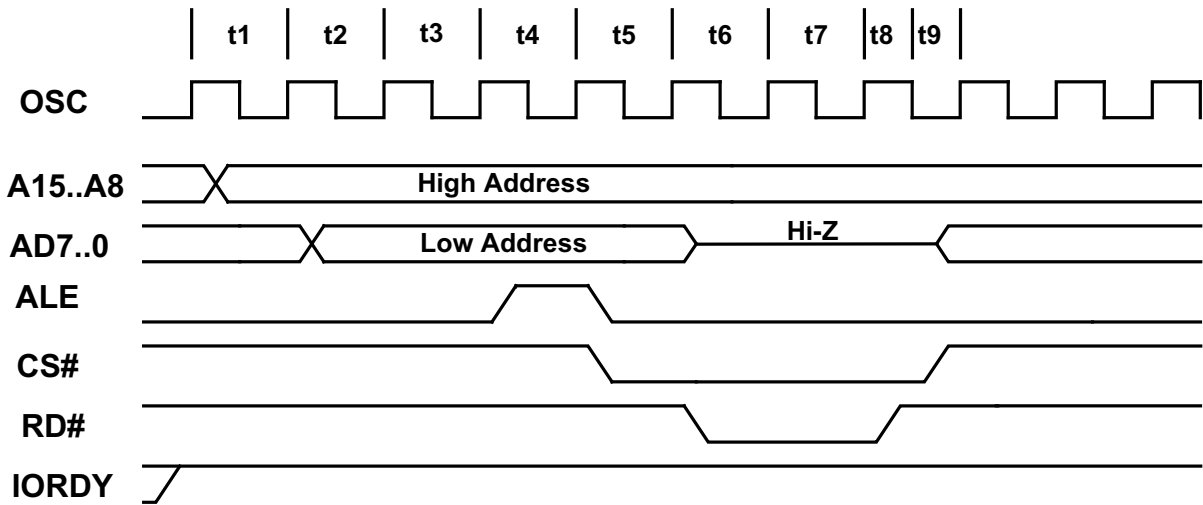 t1 t2 t3 t4 t5 t6 t7 t8 t9
OSC
A15..A8 High Address
AD7..0 Low Address Hi-Z
ALE
CS#
RD#
IORDY